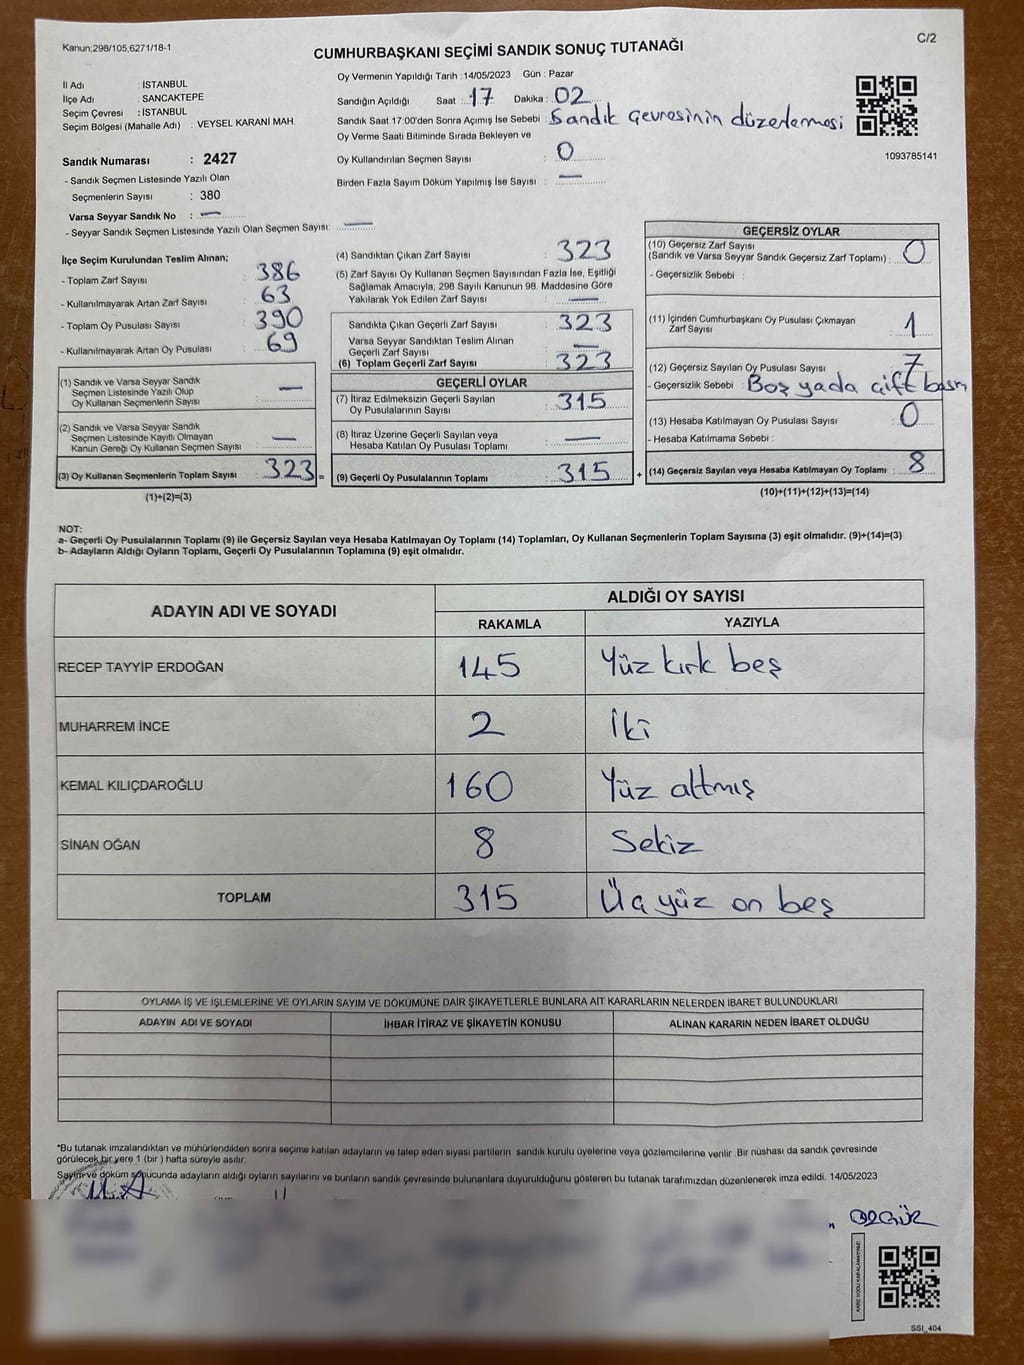 Kanun;298/105,6271/18-1
C/2
CUMHURBAŞKANI SEÇİMİ SANDIK SONUÇ TUTANAĞI
İl Adı : İSTANBUL
İlçe Adı : SANCAKTEPE
Seçim Çevresi : İSTANBUL
Seçim Bölgesi (Mahalle Adı) : VEYSEL KARANİ MAH.
Sandık Numarası : 2427
- Sandık Seçmen Listesinde Yazılı Olan
Seçmenlerin Sayısı : 380
Varsa Seyyar Sandık No : —
- Seyyar Sandık Seçmen Listesinde Yazılı Olan Seçmen Sayısı: —
Oy Vermenin Yapıldığı Tarih :14/05/2023 Gün : Pazar
Sandığın Açıldığı Saat : 17 Dakika : 02
Sandık Saat 17:00'den Sonra Açımış İse Sebebi : Sandık çevresinin düzenlemesi
Oy Verme Saati Bitiminde Sırada Bekleyen ve
Oy Kullandırılan Seçmen Sayısı : 0
Birden Fazla Sayım Döküm Yapılmış İse Sayısı : —
1093785141
İlçe Seçim Kurulundan Teslim Alınan;
- Toplam Zarf Sayısı : 386
- Kullanılmayarak Artan Zarf Sayısı : 63
- Toplam Oy Pusulası Sayısı : 390
- Kullanılmayarak Artan Oy Pusulası : 69
(1) Sandık ve Varsa Seyyar Sandık
Seçmen Listesinde Yazılı Olup
Oy Kullanan Seçmenlerin Sayısı : —
(2) Sandık ve Varsa Seyyar Sandık
Seçmen Listesinde Kayıtlı Olmayan
Kanun Gereği Oy Kullanan Seçmen Sayısı : —
(3) Oy Kullanan Seçmenlerin Toplam Sayısı : 323 =
(1)+(2)=(3)
(4) Sandıktan Çıkan Zarf Sayısı : 323
(5) Zarf Sayısı Oy Kullanan Seçmen Sayısından Fazla İse, Eşitliği
Sağlamak Amacıyla, 298 Sayılı Kanunun 98. Maddesine Göre
Yakılarak Yok Edilen Zarf Sayısı : —
Sandıkta Çıkan Geçerli Zarf Sayısı : 323
Varsa Seyyar Sandıktan Teslim Alınan
Geçerli Zarf Sayısı : —
(6) Toplam Geçerli Zarf Sayısı : 323
GEÇERLİ OYLAR
(7) İtiraz Edilmeksizin Geçerli Sayılan
Oy Pusulalarının Sayısı : 315
(8) İtiraz Üzerine Geçerli Sayılan veya
Hesaba Katılan Oy Pusulası Toplamı : —
(9) Geçerli Oy Pusulalarının Toplamı : 315 +
GEÇERSİZ OYLAR
(10) Geçersiz Zarf Sayısı
(Sandık ve Varsa Seyyar Sandık Geçersiz Zarf Toplamı) : 0
- Geçersizlik Sebebi :
(11) İçinden Cumhurbaşkanı Oy Pusulası Çıkmayan
Zarf Sayısı : 1
(12) Geçersiz Sayılan Oy Pusulası Sayısı : 7
- Geçersizlik Sebebi : Boş yada çift basm
(13) Hesaba Katılmayan Oy Pusulası Sayısı : 0
- Hesaba Katılmama Sebebi :
(14) Geçersiz Sayılan veya Hesaba Katılmayan Oy Toplamı : 8
(10)+(11)+(12)+(13)=(14)
NOT:
a- Geçerli Oy Pusulalarının Toplamı (9) ile Geçersiz Sayılan veya Hesaba Katılmayan Oy Toplamı (14) Toplamları, Oy Kullanan Seçmenlerin Toplam Sayısına (3) eşit olmalıdır. (9)+(14)=(3)
b- Adayların Aldığı Oyların Toplamı, Geçerli Oy Pusulalarının Toplamına (9) eşit olmalıdır.
ADAYIN ADI VE SOYADI
ALDIĞI OY SAYISI
RAKAMLA YAZIYLA
RECEP TAYYİP ERDOĞAN 145 Yüz kırk beş
MUHARREM İNCE 2 İki
KEMAL KILIÇDAROĞLU 160 Yüz altmış
SİNAN OĞAN 8 Sekiz
TOPLAM 315 Üç yüz on beş
OYLAMA İŞ VE İŞLEMLERİNE VE OYLARIN SAYIM VE DÖKÜMÜNE DAİR ŞİKAYETLERLE BUNLARA AİT KARARLARIN NELERDEN İBARET BULUNDUKLARI
ADAYIN ADI VE SOYADI İHBAR İTİRAZ VE ŞİKAYETİN KONUSU ALINAN KARARIN NEDEN İBARET OLDUĞU
*Bu tutanak imzalandıktan ve mühürlendikten sonra seçime katılan adayların ve talep eden siyasi partilerin sandık kurulu üyelerine veya gözlemcilerine verilir .Bir nüshası da sandık çevresinde
görülecek bir yere 1 (bir ) hafta süreyle asılır.
Sayım ve döküm sonucunda adayların aldığı oyların sayılarını ve bunların sandık çevresinde bulunanlara duyurulduğunu gösteren bu tutanak tarafımızdan düzenlenerek imza edildi. 14/05/2023
KARE KODU KARALAMAYINIZ!
SSI_404